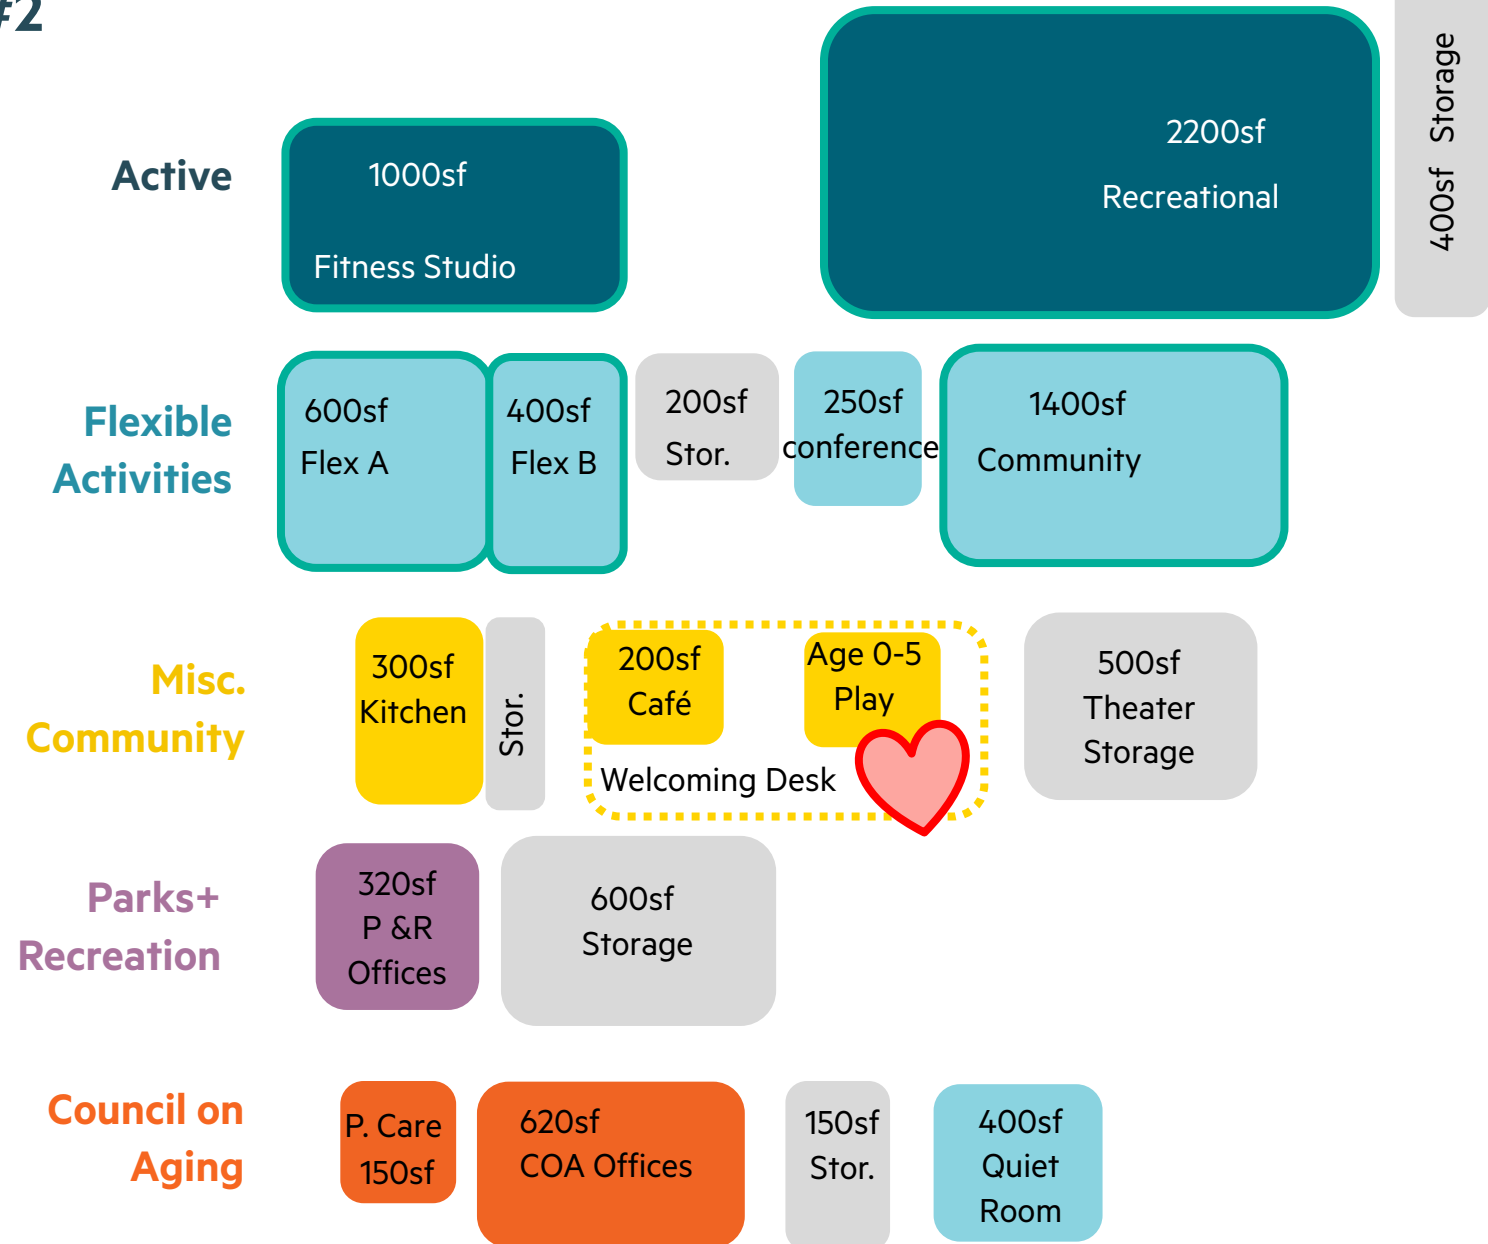 #2
Active
1000sf
Fitness Studio
2200sf
Recreational
400sf Storage
Flexible
Activities
600sf
Flex A
400sf
Flex B
200sf
Stor.
250sf
conference
1400sf
Community
Misc.
Community
300sf
Kitchen
Stor.
200sf
Café
Age 0-5
Play
Welcoming Desk
500sf
Theater
Storage
Parks+
Recreation
320sf
P &R
Offices
600sf
Storage
Council on
Aging
P. Care
150sf
620sf
COA Offices
150sf
Stor.
400sf
Quiet
Room